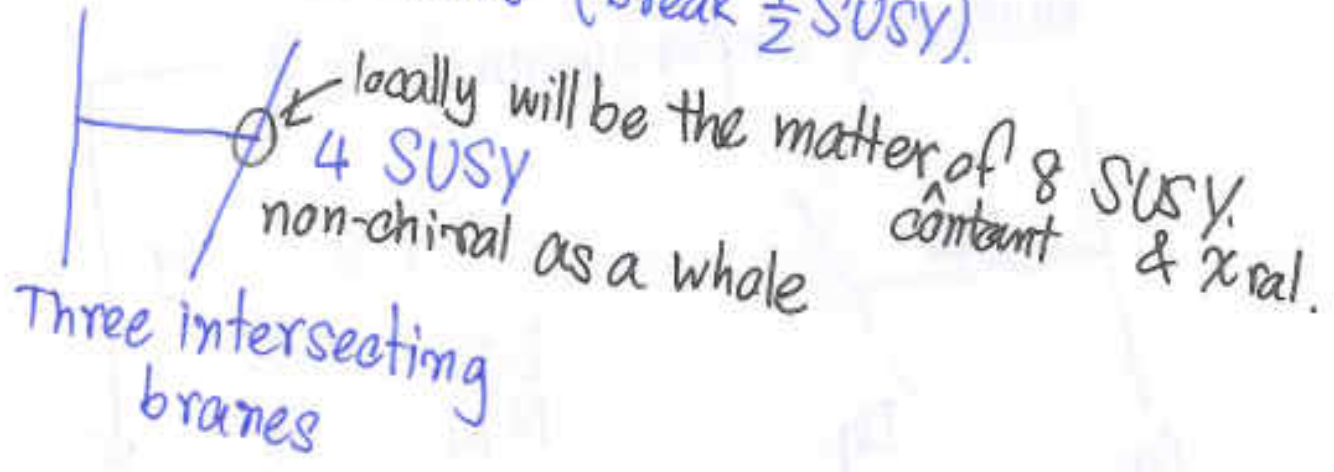 (break ½ SUSY).
locally will be the matter of 8 SUSY.
^ content & χral.
4 SUSY
non-chiral as a whole
Three intersecting
branes